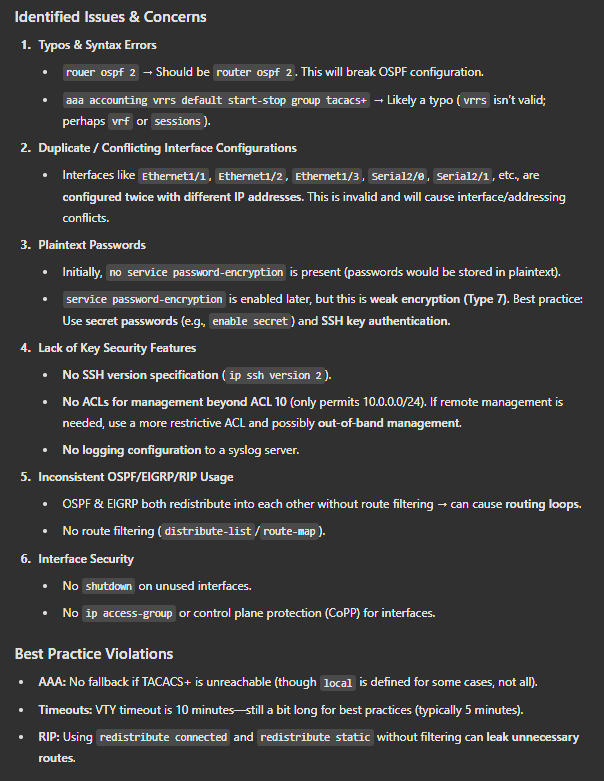 Identified Issues & Concerns
1. Typos & Syntax Errors
• rouer ospf 2 → Should be router ospf 2. This will break OSPF configuration.
• aaa accounting vrrs default start-stop group tacacs+ → Likely a typo (vrrs isn't valid;
perhaps vrf or sessions).
2. Duplicate / Conflicting Interface Configurations
• Interfaces like Ethernet1/1, Ethernet1/2, Ethernet1/3, Serial2/0, Serial2/1, etc., are
configured twice with different IP addresses. This is invalid and will cause interface/addressing
conflicts.
3. Plaintext Passwords
• Initially, no service password-encryption is present (passwords would be stored in plaintext).
• service password-encryption is enabled later, but this is weak encryption (Type 7). Best practice:
Use secret passwords (e.g., enable secret) and SSH key authentication.
4. Lack of Key Security Features
• No SSH version specification (ip ssh version 2).
• No ACLs for management beyond ACL 10 (only permits 10.0.0.0/24). If remote management is
needed, use a more restrictive ACL and possibly out-of-band management.
• No logging configuration to a syslog server.
5. Inconsistent OSPF/EIGRP/RIP Usage
• OSPF & EIGRP both redistribute into each other without route filtering → can cause routing loops.
• No route filtering (distribute-list/route-map).
6. Interface Security
• No shutdown on unused interfaces.
• No ip access-group or control plane protection (CoPP) for interfaces.
Best Practice Violations
• AAA: No fallback if TACACS+ is unreachable (though local is defined for some cases, not all).
• Timeouts: VTY timeout is 10 minutes—still a bit long for best practices (typically 5 minutes).
• RIP: Using redistribute connected and redistribute static without filtering can leak unnecessary
routes.